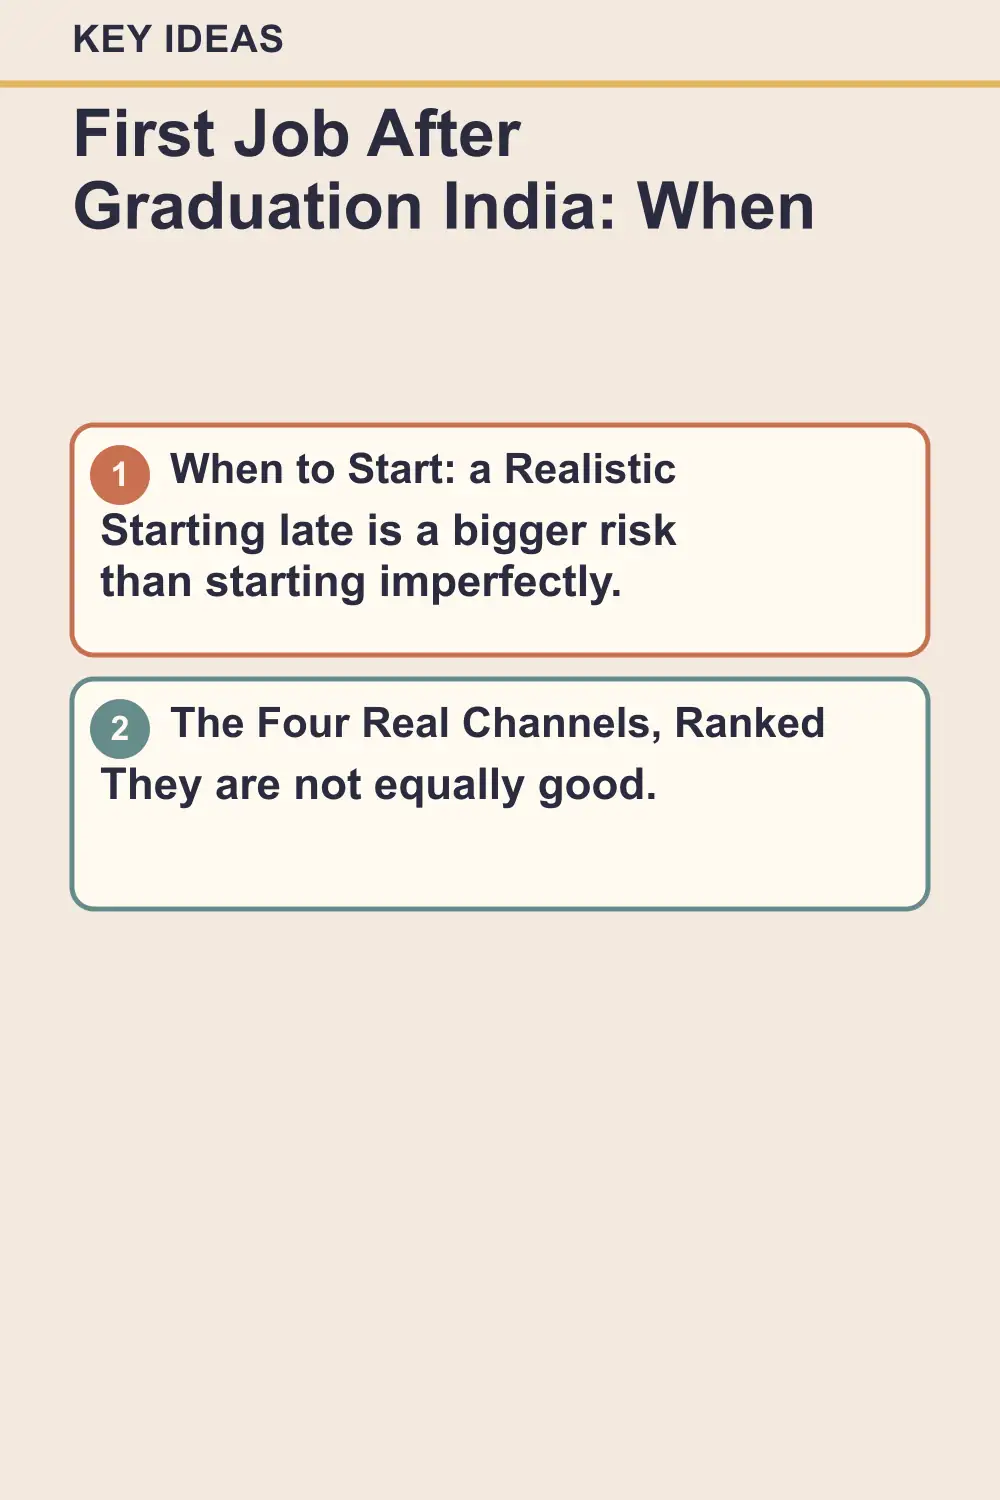 KEY IDEAS
First Job After
Graduation India: When
1 When to Start: a Realistic
Starting late is a bigger risk
than starting imperfectly.
2 The Four Real Channels, Ranked
They are not equally good.